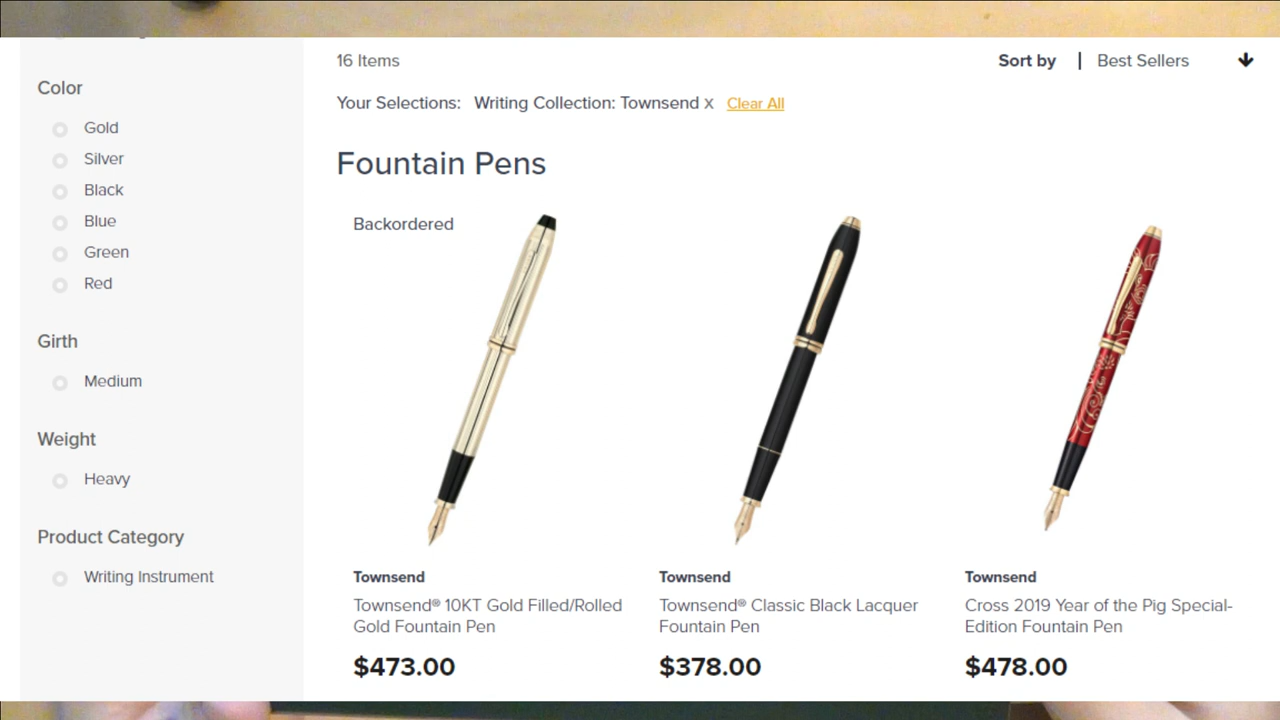 16 Items
Sort by | Best Sellers
Your Selections: Writing Collection: Townsend x Clear All
Color
Gold
Silver
Black
Blue
Green
Red
Girth
Medium
Weight
Heavy
Product Category
Writing Instrument
Fountain Pens
Backordered
Townsend
Townsend® 10KT Gold Filled/Rolled
Gold Fountain Pen
$473.00
Townsend
Townsend® Classic Black Lacquer
Fountain Pen
$378.00
Townsend
Cross 2019 Year of the Pig Special-
Edition Fountain Pen
$478.00